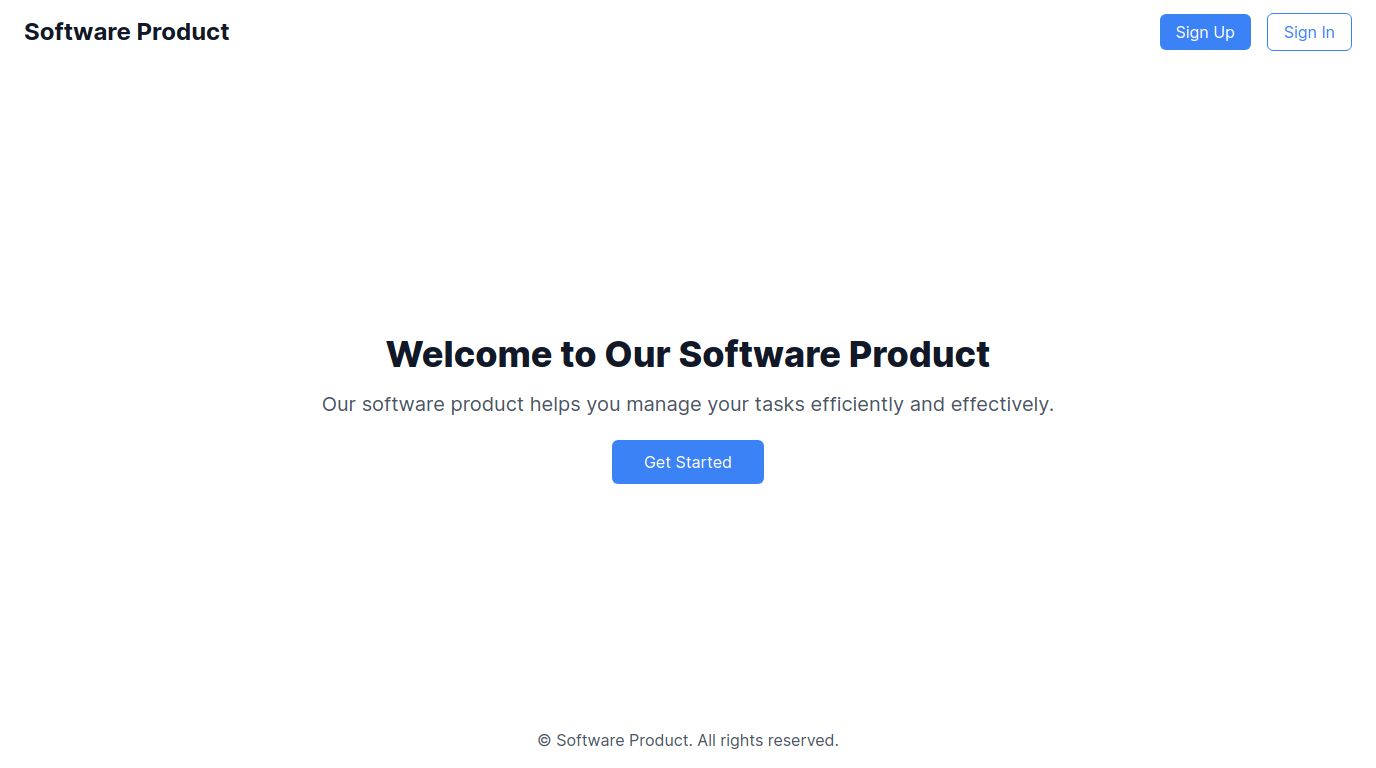 Software Product
Sign Up
Sign In
Welcome to Our Software Product
Our software product helps you manage your tasks efficiently and effectively.
Get Started
© Software Product. All rights reserved.